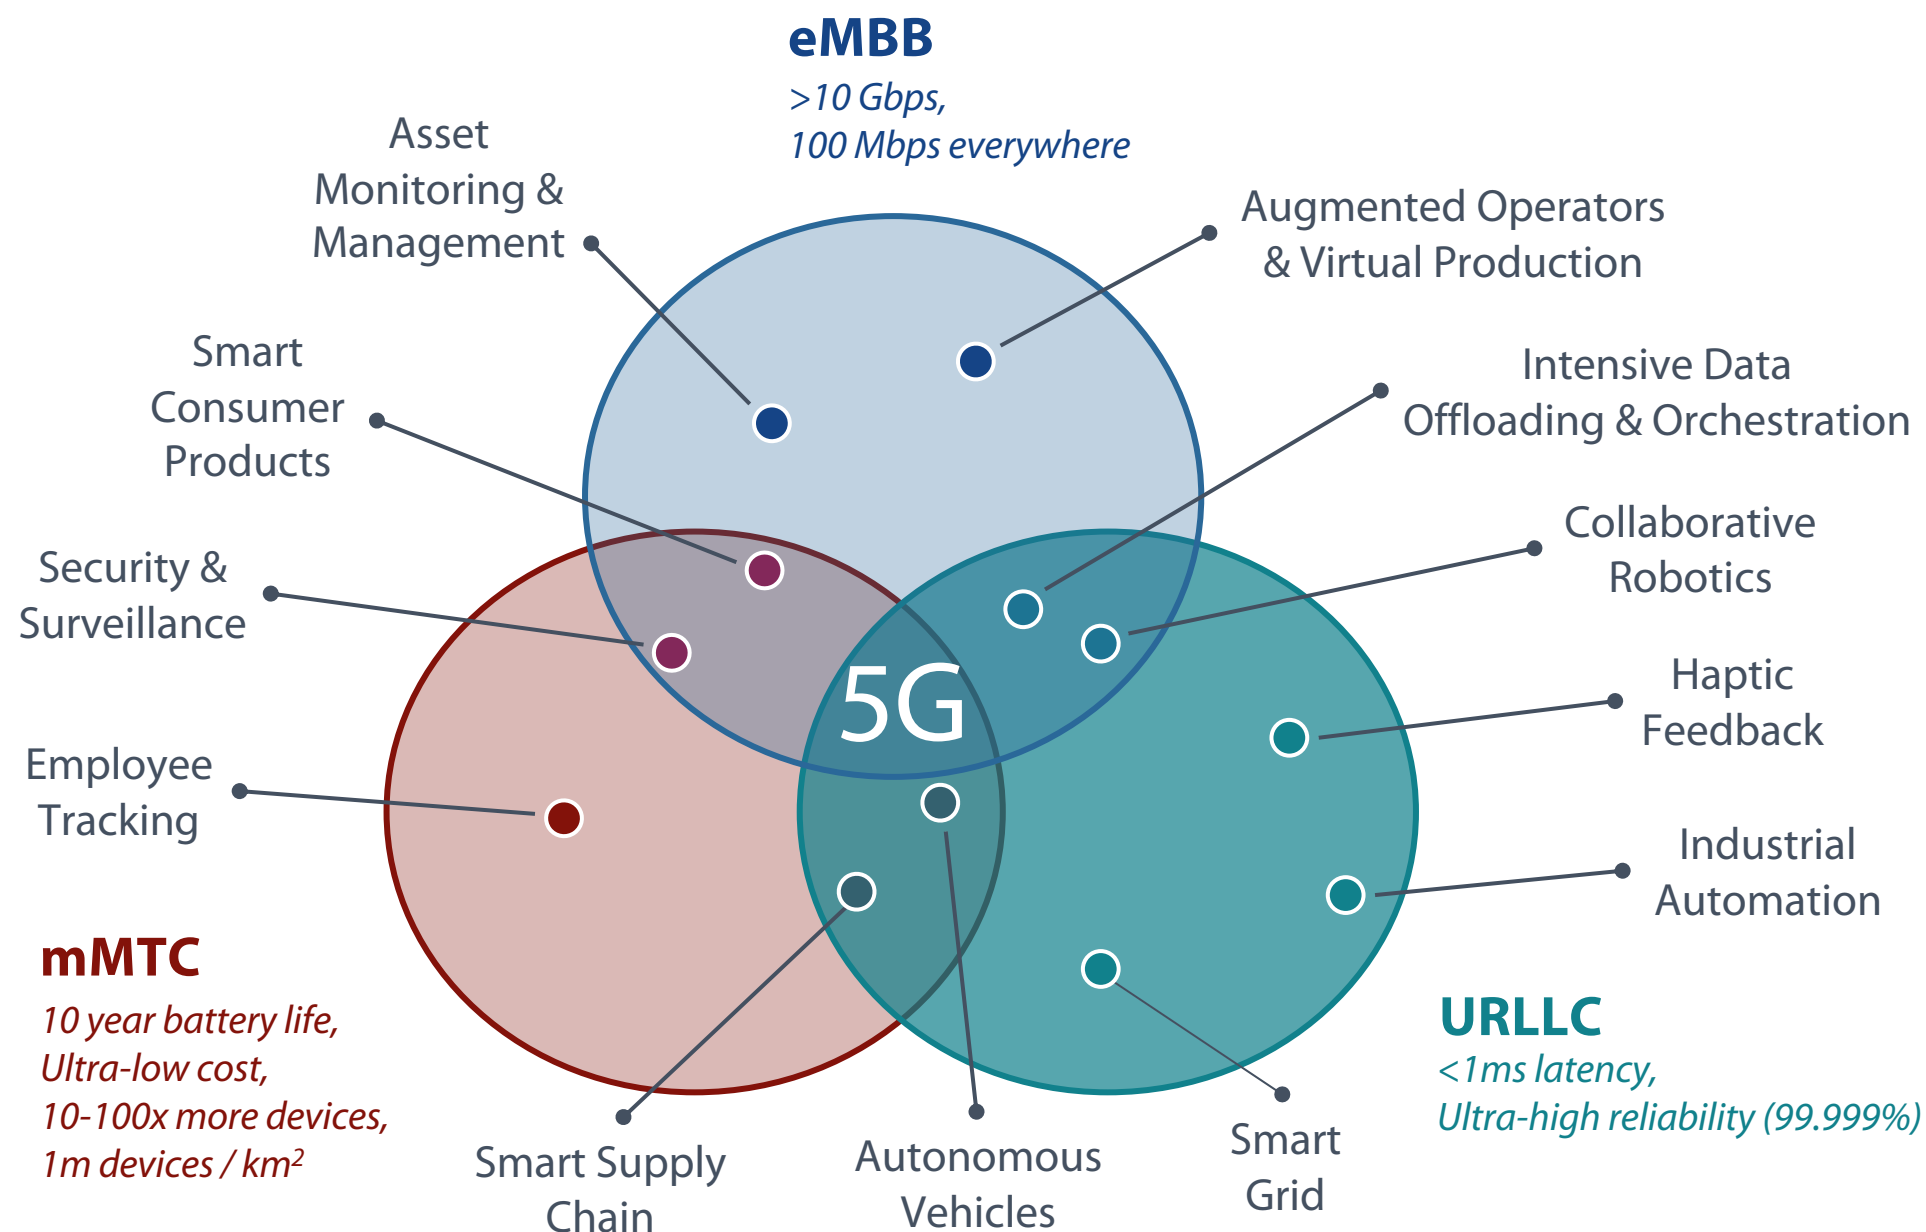 eMBB
>10 Gbps,
100 Mbps everywhere
Asset
Monitoring &
Management
Augmented Operators
& Virtual Production
Smart
Consumer
Products
Intensive Data
Offloading & Orchestration
Collaborative
Robotics
Security &
Surveillance
5G
Haptic
Feedback
Employee
Tracking
Industrial
Automation
mMTC
10 year battery life,
Ultra-low cost,
10-100x more devices,
1m devices / km²
URLLC
<1ms latency,
Ultra-high reliability (99.999%)
Smart Supply
Chain
Autonomous
Vehicles
Smart
Grid